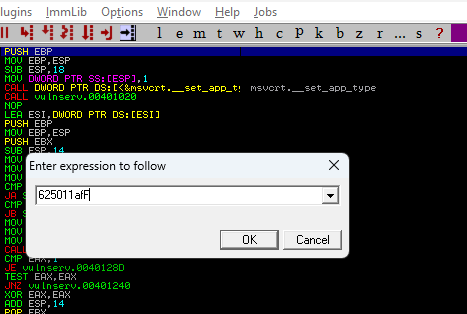 lugins ImmLib Options Window Help Jobs
l e m t w h c p k b z r ... s ?
PUSH EBP
MOV EBP,ESP
SUB ESP,18
MOV DWORD PTR SS:[ESP],1
CALL DWORD PTR DS:[<&msvcrt.__set_app_ty msvcrt.__set_app_type
CALL vulnserv.00401020
NOP
LEA ESI,DWORD PTR DS:[ESI]
PUSH EBP
MOV EBP,ESP
PUSH EBX
SUB ESP,14
MOV
Enter expression to follow
MOV
MOV
CMP
JA S
625011afF
CMP
JB S
MOV
MOV
MOV
OK Cancel
CALL
CMP EAX,1
JE vulnserv.0040128D
TEST EAX,EAX
JNZ vulnserv.00401240
XOR EAX,EAX
ADD ESP,14
POP EBX